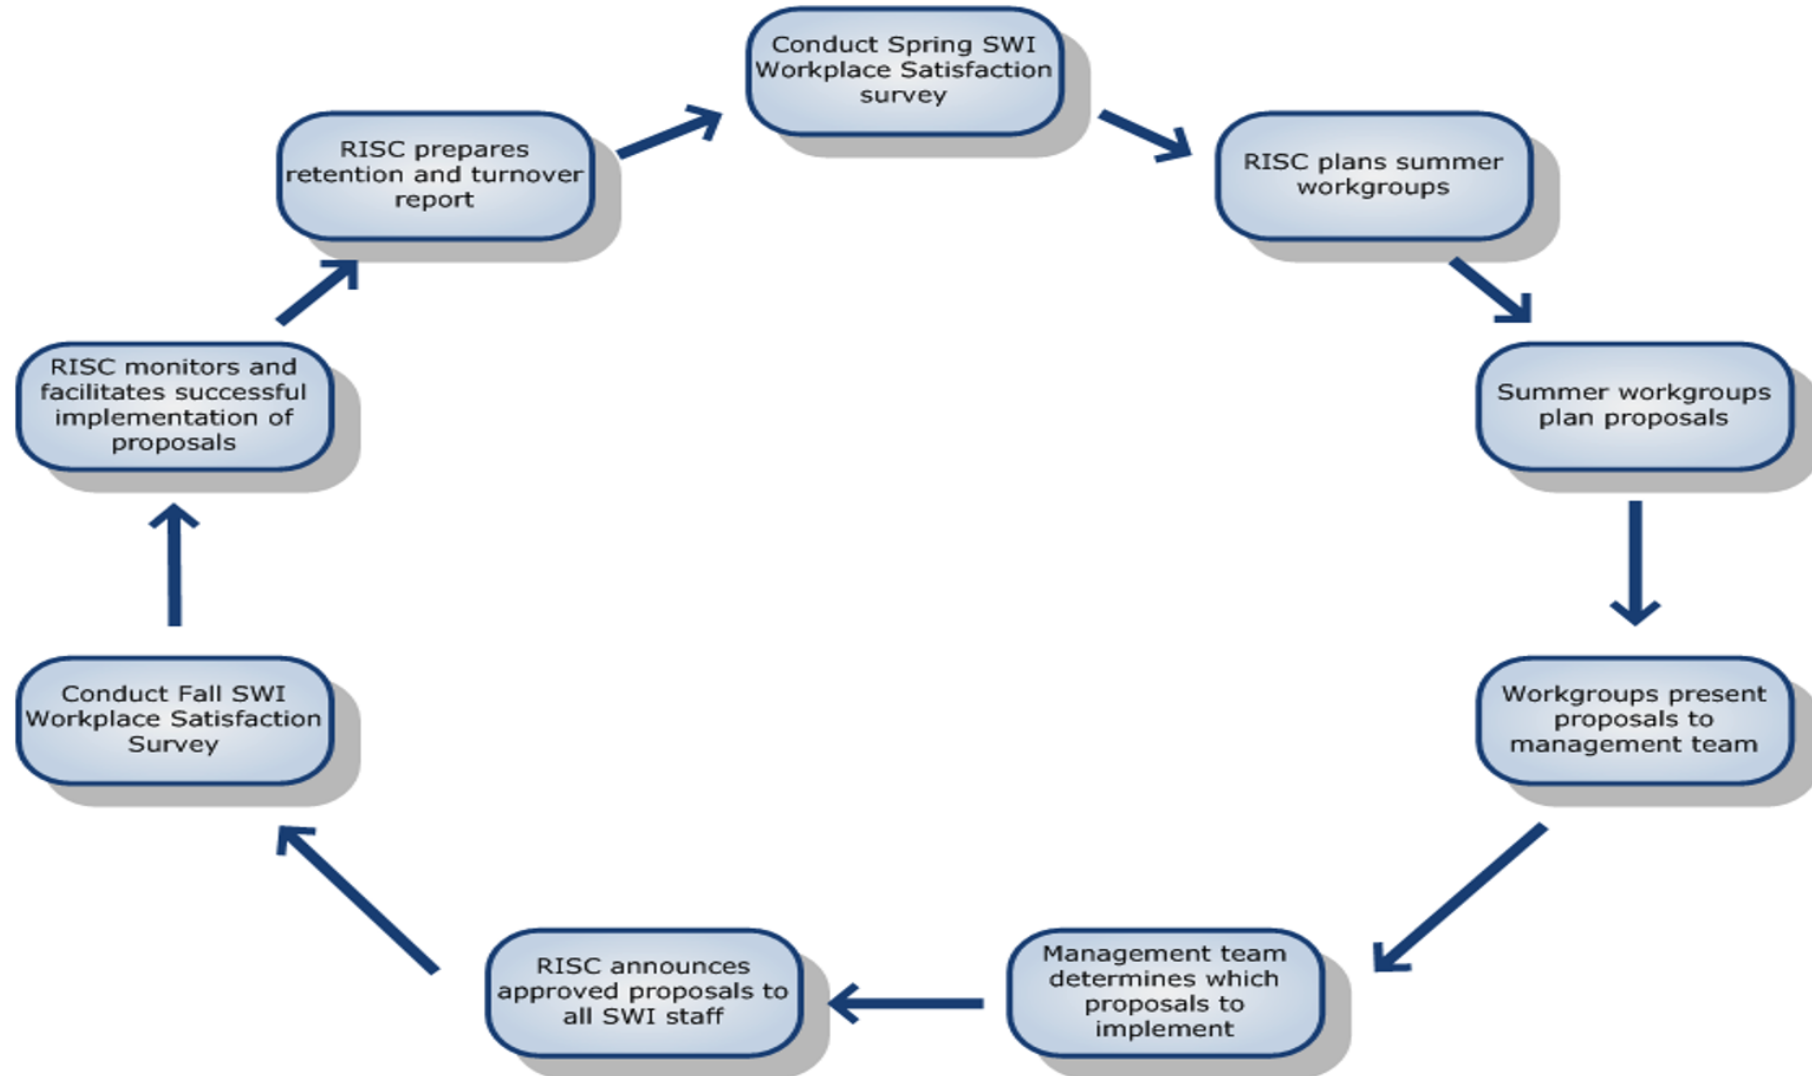 Conduct Spring SWI
Workplace Satisfaction
survey
RISC plans summer
workgroups
Summer workgroups
plan proposals
Workgroups present
proposals to
management team
Management team
determines which
proposals to
implement
RISC announces
approved proposals to
all SWI staff
Conduct Fall SWI
Workplace Satisfaction
Survey
RISC monitors and
facilitates successful
implementation of
proposals
RISC prepares
retention and turnover
report